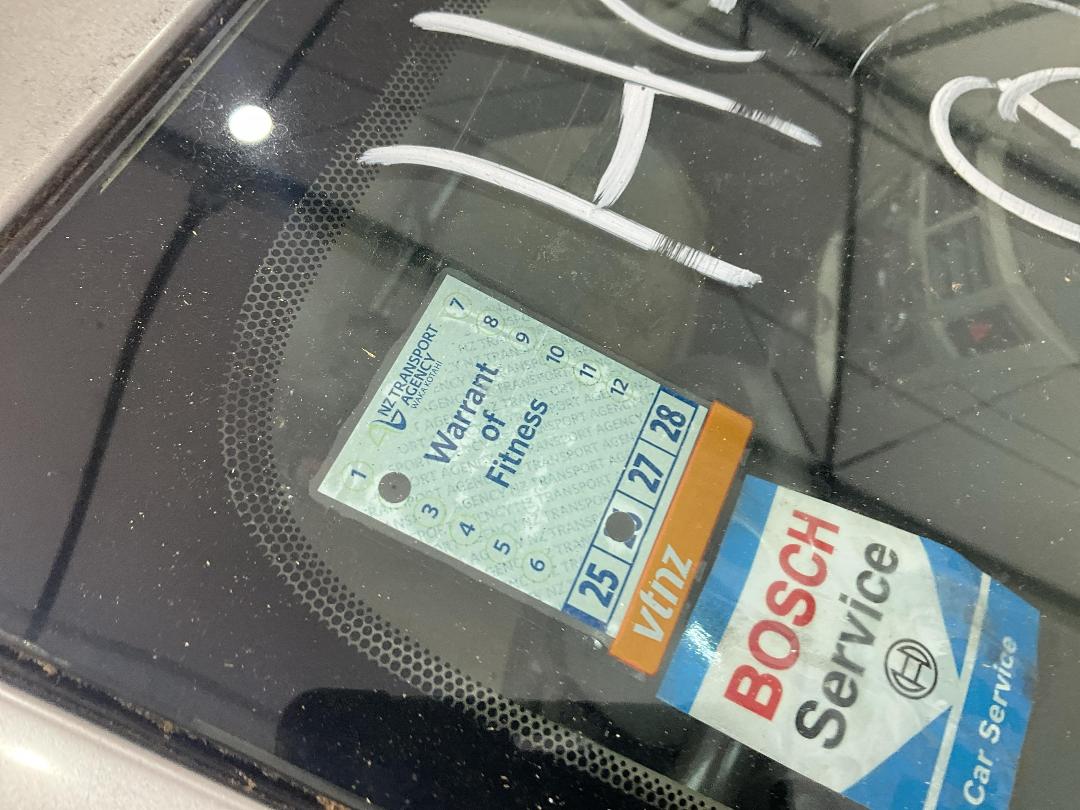 H
NZ TRANSPORT
AGENCY
WAKA KOTAHI
Warrant
of
Fitness
1
3
4
5
6
7
8
9
10
11
12
25 27 28
vtnz
BOSCH
Service
Car Service